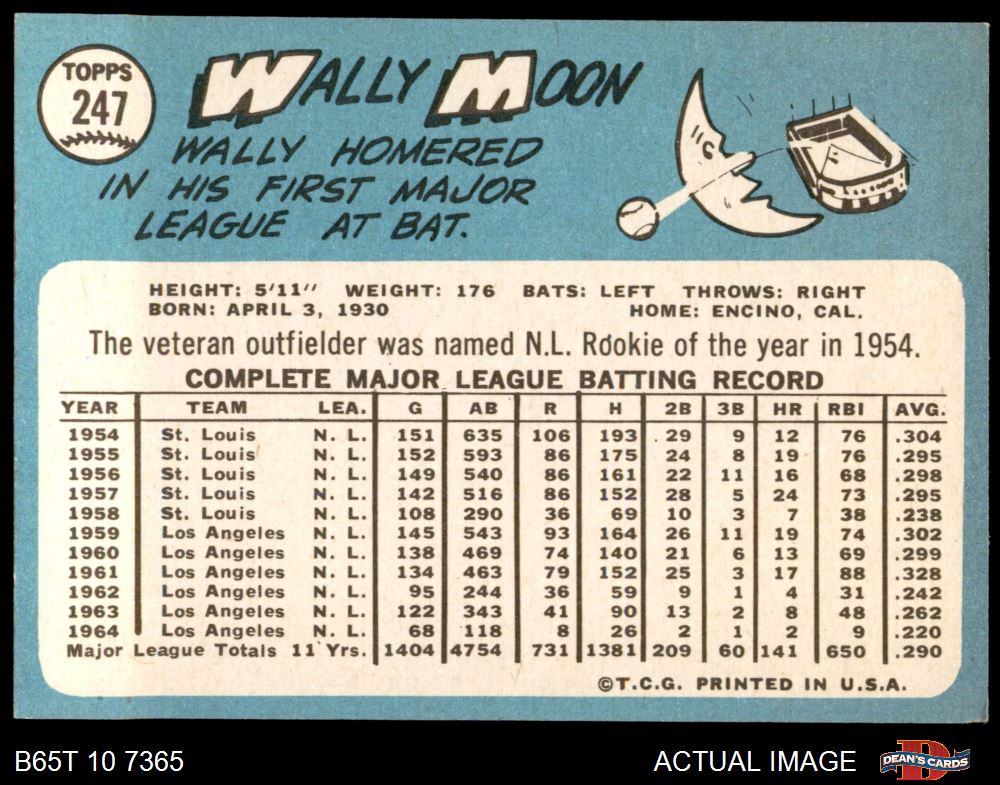 TOPPS
247
WALLY MOON
WALLY HOMERED
IN HIS FIRST MAJOR
LEAGUE AT BAT.
HEIGHT: 5'11" WEIGHT: 176 BATS: LEFT THROWS: RIGHT
BORN: APRIL 3, 1930 HOME: ENCINO, CAL.
The veteran outfielder was named N.L. Rookie of the year in 1954.
COMPLETE MAJOR LEAGUE BATTING RECORD
YEAR TEAM LEA. G AB R H 2B 3B HR RBI AVG.
1954 St. Louis N. L. 151 635 106 193 29 9 12 76 .304
1955 St. Louis N. L. 152 593 86 175 24 8 19 76 .295
1956 St. Louis N. L. 149 540 86 161 22 11 16 68 .298
1957 St. Louis N. L. 142 516 86 152 28 5 24 73 .295
1958 St. Louis N. L. 108 290 36 69 10 3 7 38 .238
1959 Los Angeles N. L. 145 543 93 164 26 11 19 74 .302
1960 Los Angeles N. L. 138 469 74 140 21 6 13 69 .299
1961 Los Angeles N. L. 134 463 79 152 25 3 17 88 .328
1962 Los Angeles N. L. 95 244 36 59 9 1 4 31 .242
1963 Los Angeles N. L. 122 343 41 90 13 2 8 48 .262
1964 Los Angeles N. L. 68 118 8 26 2 1 2 9 .220
Major League Totals 11 Yrs. 1404 4754 731 1381 209 60 141 650 .290
©T.C.G. PRINTED IN U.S.A.
B65T 10 7365 ACTUAL IMAGE D DEAN'S CARDS